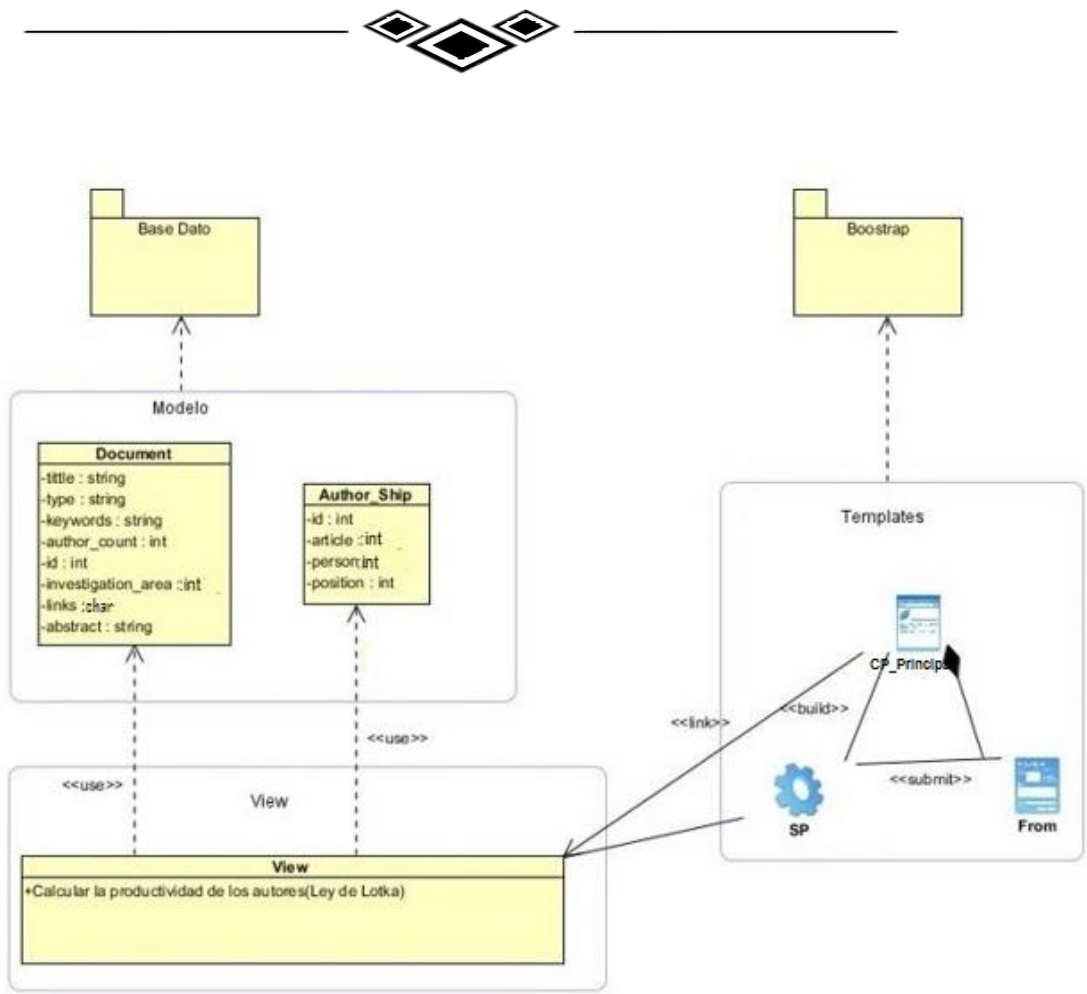 Base Dato
Boostrap
Modelo
Document
-tittle : string
-type : string
-keywords : string
-author_count : int
-id : int
-investigation_area ::int
-links :char
-abstract : string
Author_Ship
-id : int
-article ::int
-person:int
-position : int
Templates
<<link>>
<<build>>
<<submit>>
SP
From
<<use>>
<<use>>
View
View
+Calcular la productividad de los autores(Ley de Lotka)